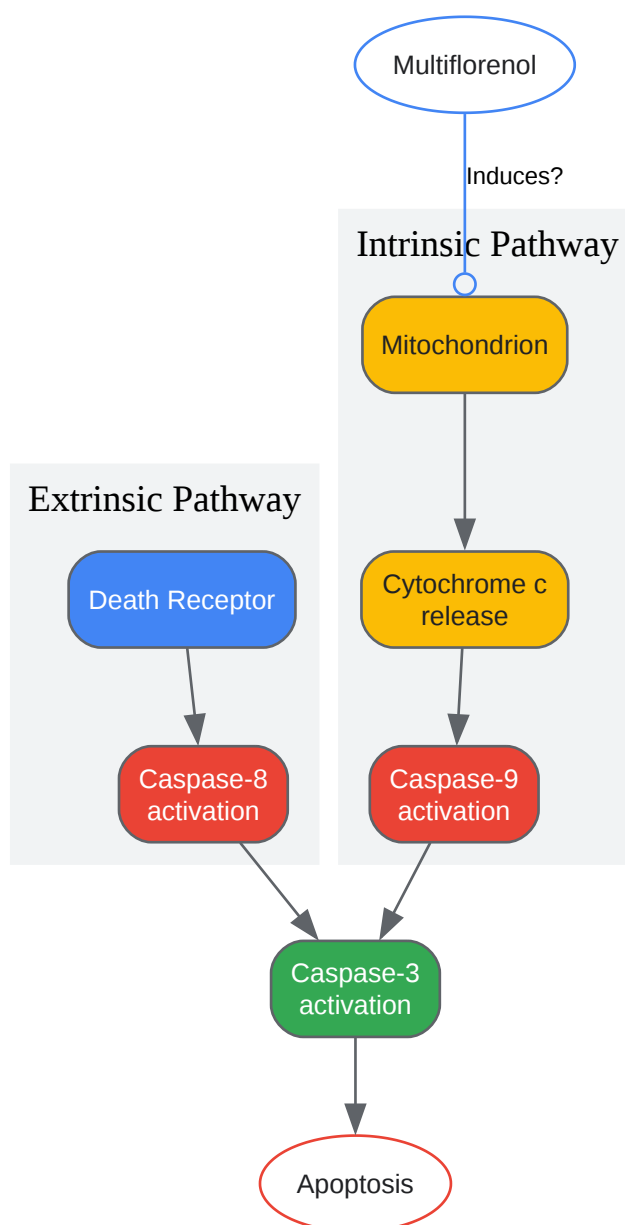 Multiflorenol
Induces?
Intrinsic Pathway
Mitochondrion
Extrinsic Pathway
Death Receptor
Cytochrome c
release
Caspase-8
activation
Caspase-9
activation
Caspase-3
activation
Apoptosis